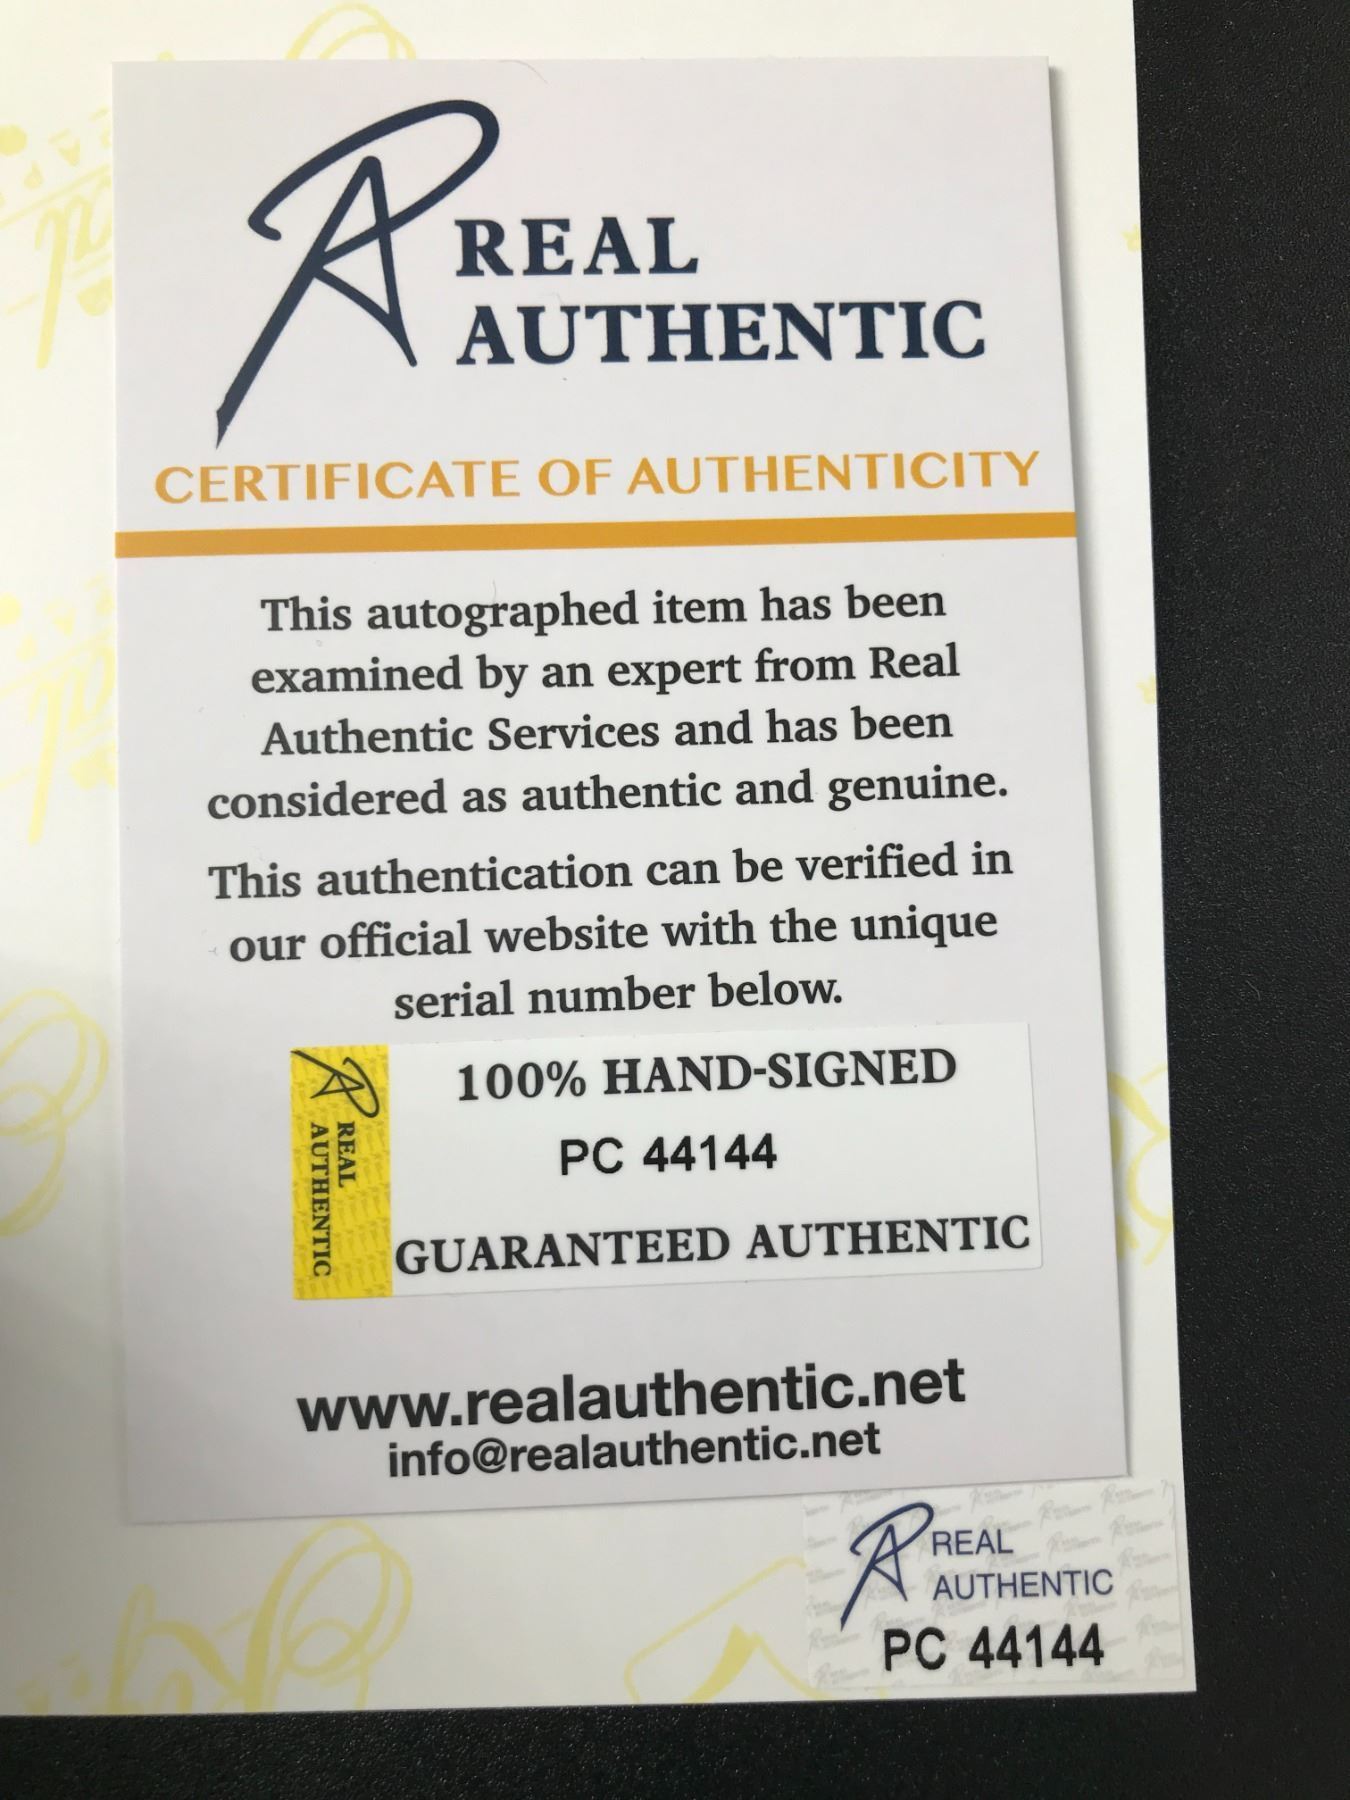 REAL
AUTHENTIC
CERTIFICATE OF AUTHENTICITY
This autographed item has been
examined by an expert from Real
Authentic Services and has been
considered as authentic and genuine.
This authentication can be verified in
our official website with the unique
serial number below.
REAL
AUTHENTIC
100% HAND-SIGNED
PC 44144
GUARANTEED AUTHENTIC
www.realauthentic.net
info@realauthentic.net
REAL
AUTHENTIC
PC 44144